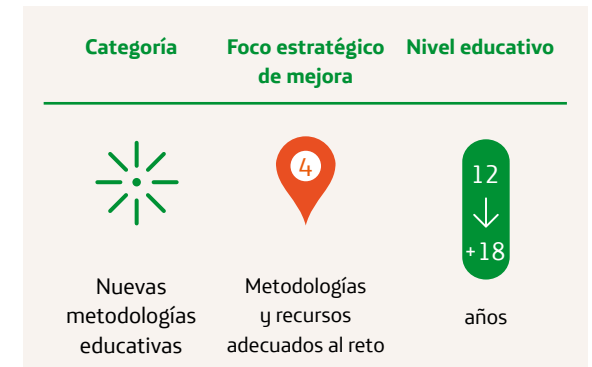 Categoría
Foco estratégico
de mejora
Nivel educativo
4
12
+18
Nuevas
metodologías
educativas
Metodologías
y recursos
adecuados al reto
años